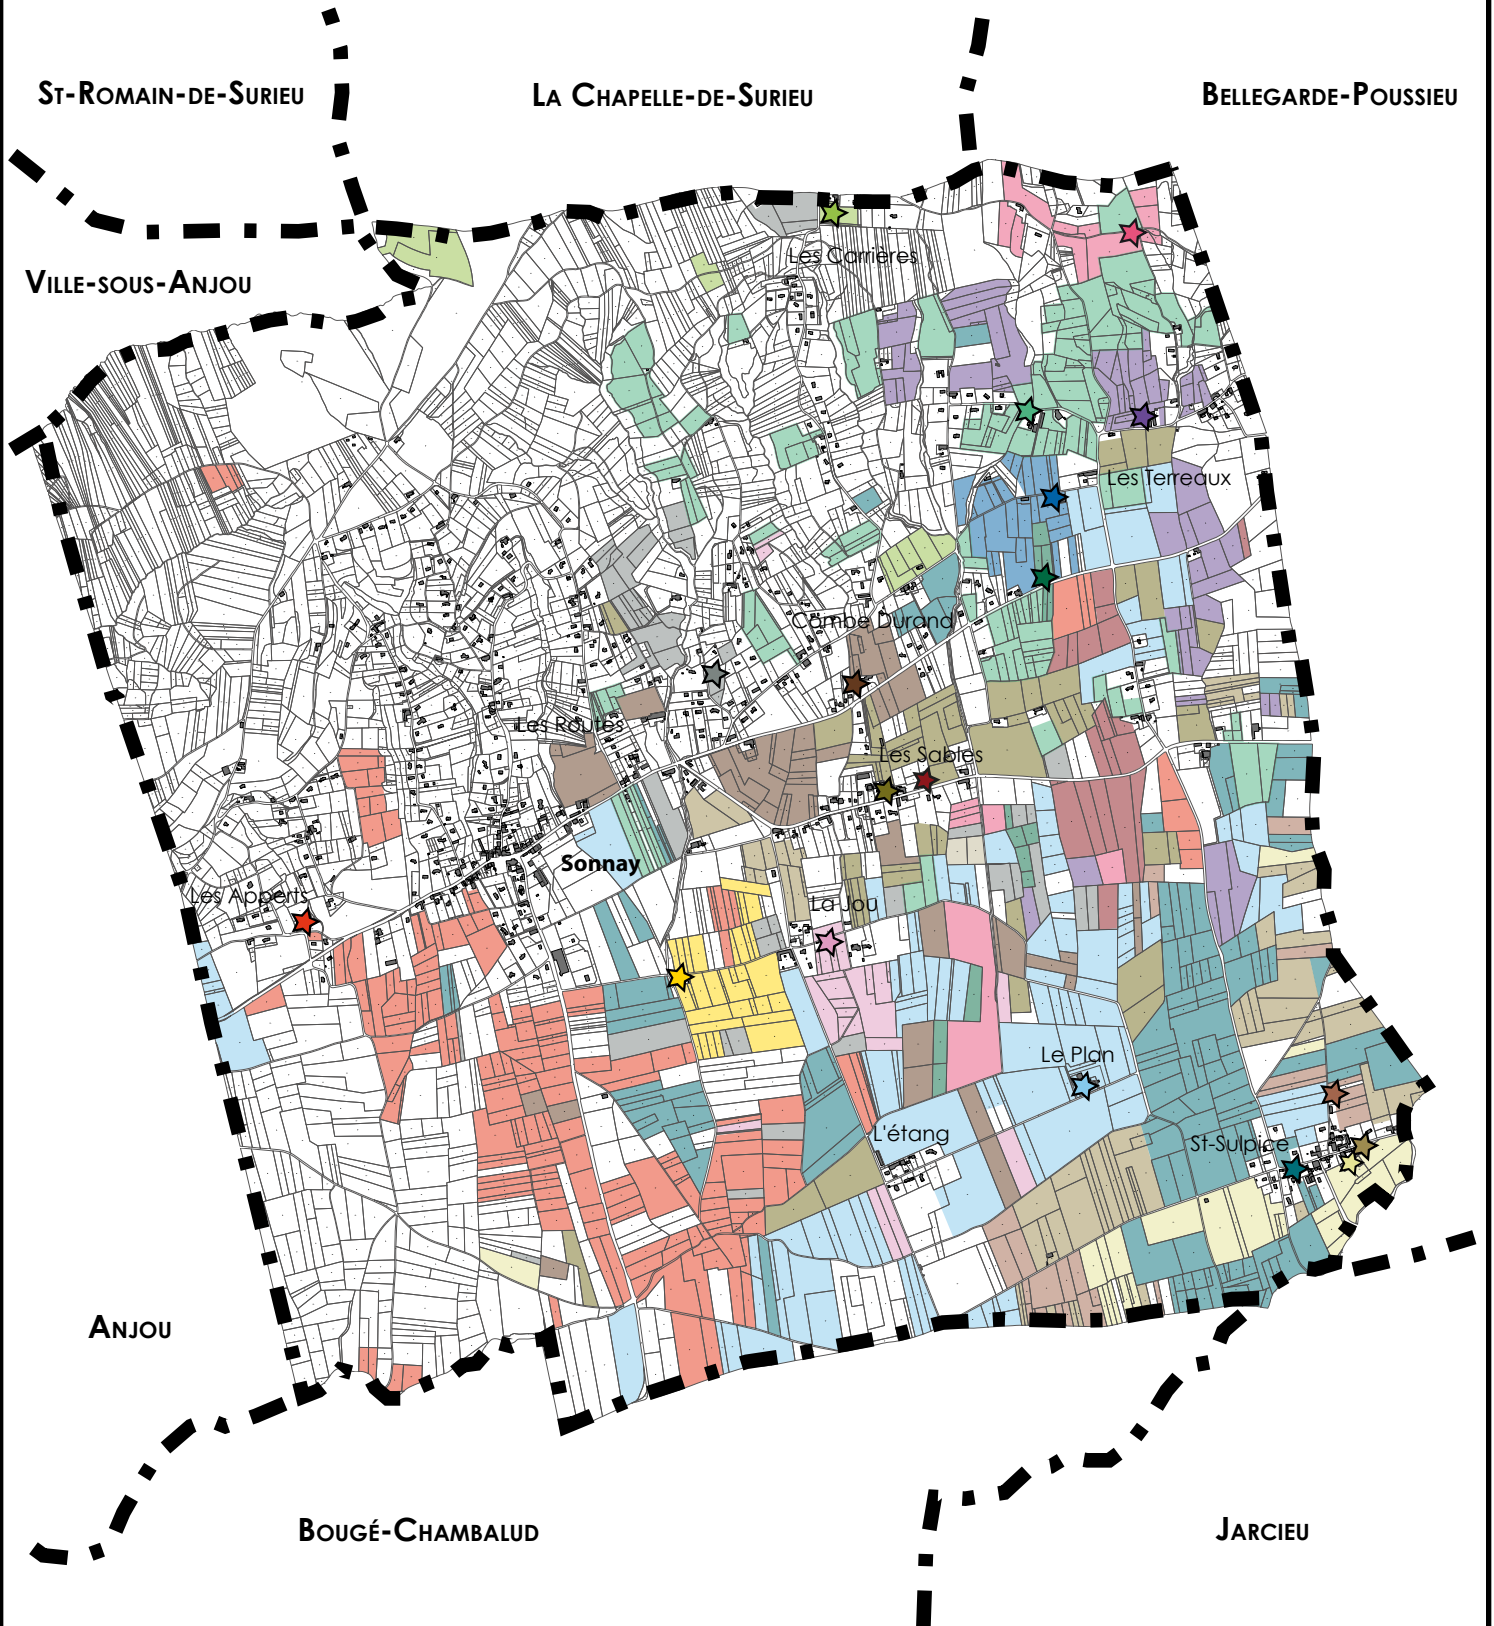 St-Romain-de-Surieu
La Chapelle-de-Surieu
Bellegarde-Poussieu
Les Carrières
Ville-sous-Anjou
Les Terreaux
Combe Durand
Les Routes
Les Sables
Sonnay
Les Apperts
La Jou
Le Plan
L'étang
St-Sulpice
Anjou
Bougé-Chambalud
Jarcieu